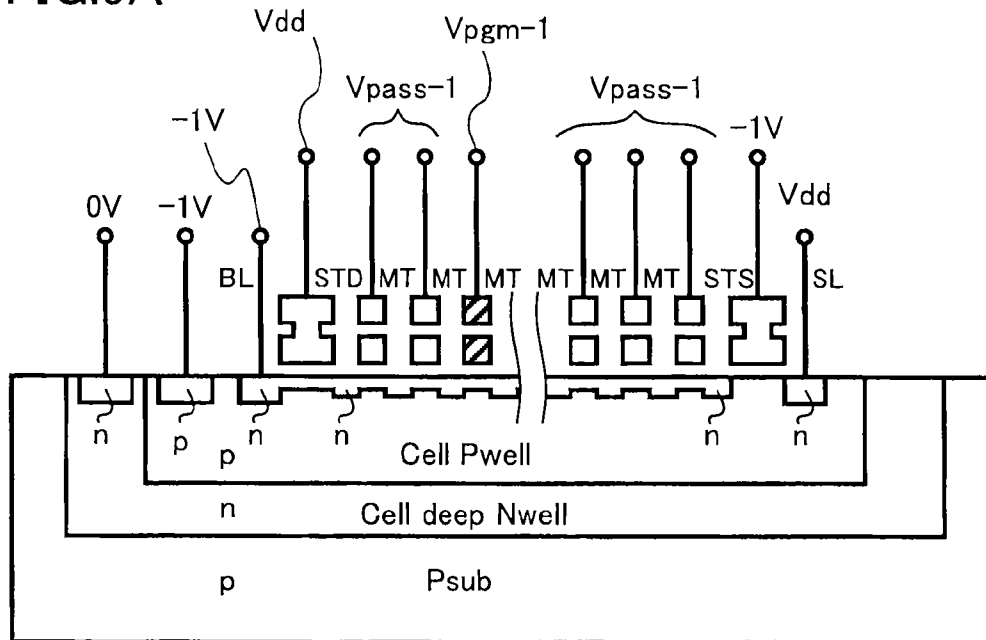 Vdd Vpgm-1
Vpass-1 Vpass-1
-1V -1V
0V -1V Vdd
BL STD MT MT MT MT MT MT STS SL
n p n n n n
p Cell Pwell
n Cell deep Nwell
p Psub